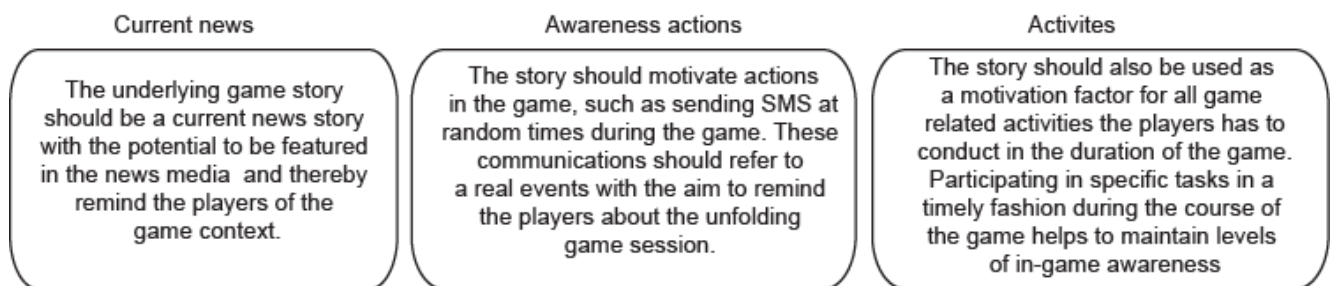 Current news
The underlying game story
should be a current news story
with the potential to be featured
in the news media and thereby
remind the players of the
game context.
Awareness actions
The story should motivate actions
in the game, such as sending SMS at
random times during the game. These
communications should refer to
a real events with the aim to remind
the players about the unfolding
game session.
Activites
The story should also be used as
a motivation factor for all game
related activities the players has to
conduct in the duration of the game.
Participating in specific tasks in a
timely fashion during the course of
the game helps to maintain levels
of in-game awareness